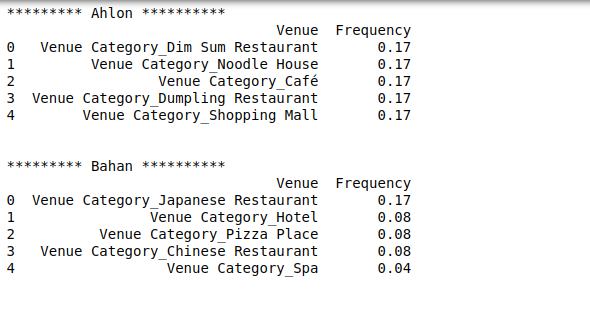 ********* Ahlon **********
Venue Frequency
0 Venue Category_Dim Sum Restaurant 0.17
1 Venue Category_Noodle House 0.17
2 Venue Category_Café 0.17
3 Venue Category_Dumpling Restaurant 0.17
4 Venue Category_Shopping Mall 0.17
********* Bahan **********
Venue Frequency
0 Venue Category_Japanese Restaurant 0.17
1 Venue Category_Hotel 0.08
2 Venue Category_Pizza Place 0.08
3 Venue Category_Chinese Restaurant 0.08
4 Venue Category_Spa 0.04